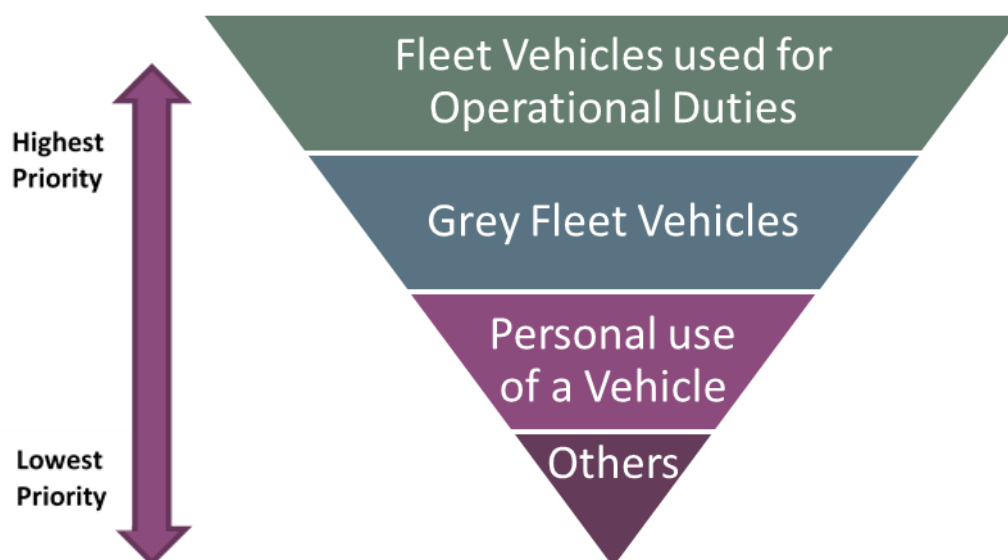 Fleet Vehicles used for
Operational Duties
Highest
Priority
Grey Fleet Vehicles
Personal use
of a Vehicle
Lowest
Priority
Others